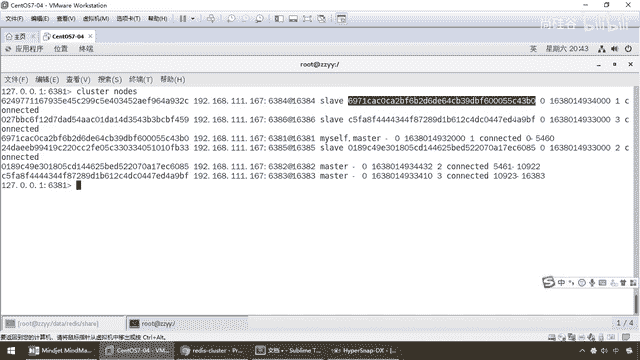 CentOS7-04 - VMware Workstation
文件(F) 编辑(E) 查看(V) 虚拟机(M) 选项卡(T) 帮助(H)
主页 CentOS7-04
应用程序 位置 终端 英 星期六 20:43
root@zzyy:/
文件(F) 编辑(E) 查看(V) 搜索(S) 终端(T) 帮助(H)
127.0.0.1:6381> cluster nodes
6249771167935e45c299c5e403452aef964a932c 192.168.111.167:6384@16384 slave 6971cac0ca2bf6b2d6de64cb39dbf600055c43b0 0 1638014934000 1 c
onnected
027bbc6f12d7dad54aac01da14d3543b3bcbf459 192.168.111.167:6386@16386 slave c5fa8f4444344f87289d1b612c4dc0447ed4a9bf 0 1638014933000 3 c
onnected
6971cac0ca2bf6b2d6de64cb39dbf600055c43b0 192.168.111.167:6381@16381 myself,master - 0 1638014932000 1 connected 0-5460
24daeeb99419c220cc2fe05c330334051010fb33 192.168.111.167:6385@16385 slave 0189c49e301805cd144625bed522070a17ec6085 0 1638014933000 2 c
onnected
0189c49e301805cd144625bed522070a17ec6085 192.168.111.167:6382@16382 master - 0 1638014934432 2 connected 5461-10922
c5fa8f4444344f87289d1b612c4dc0447ed4a9bf 192.168.111.167:6383@16383 master - 0 1638014933410 3 connected 10923-16383
127.0.0.1:6381>
中
[root@zzyy:/data/redis/share] root@zzyy:/ 1 / 4
要返回到您的计算机，请将鼠标指针从虚拟机中移出或按 Ctrl+Alt。
Mindjet MindMa... CentOS7-04 - V... redis-cluster - Pr... 文档 - Sublime T... HyperSnap-DX - [...